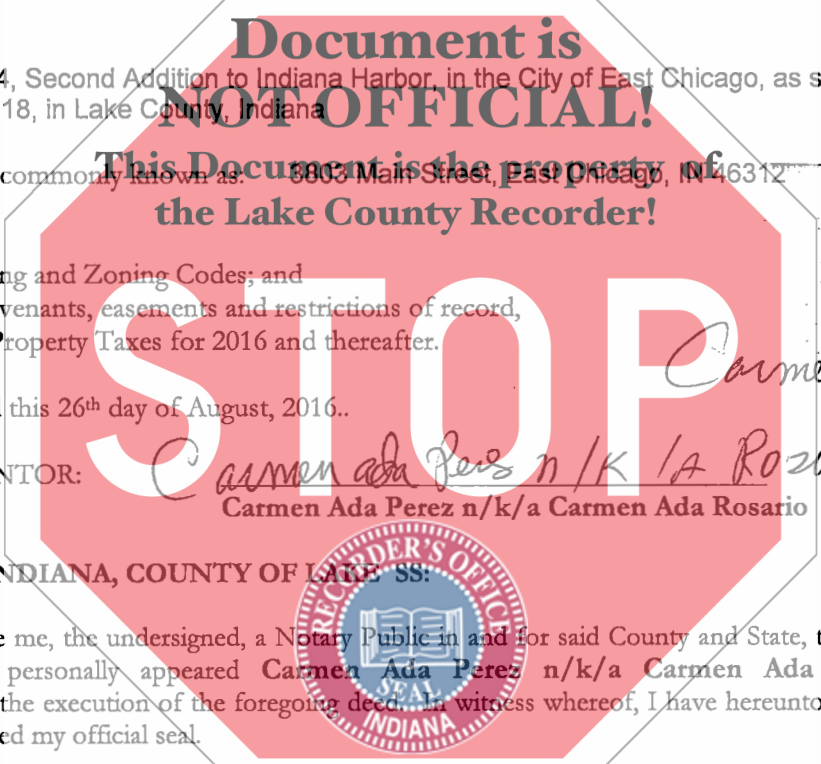 Document is
4, Second Addition to Indiana Harbor, in the City of East Chicago, as s
NOT OFFICIAL!
18, in Lake County, Indiana
This Document is the property of
commonly known as: 3803 Main Street, East Chicago, IN 46312
the Lake County Recorder!
ng and Zoning Codes; and
venants, easements and restrictions of record,
Property Taxes for 2016 and thereafter.
STOP
Carme
this 26th day of August, 2016..
NTOR: Carmen ada Perez n/K/A Rosa
Carmen Ada Perez n/k/a Carmen Ada Rosario
NDIANA, COUNTY OF LAKE SS:
RECORDER'S OFFICE
e me, the undersigned, a Notary Public in and for said County and State, t
personally appeared Carmen Ada Perez n/k/a Carmen Ada
the execution of the foregoing deed. In witness whereof, I have hereunto
ed my official seal.
SEAL
INDIANA